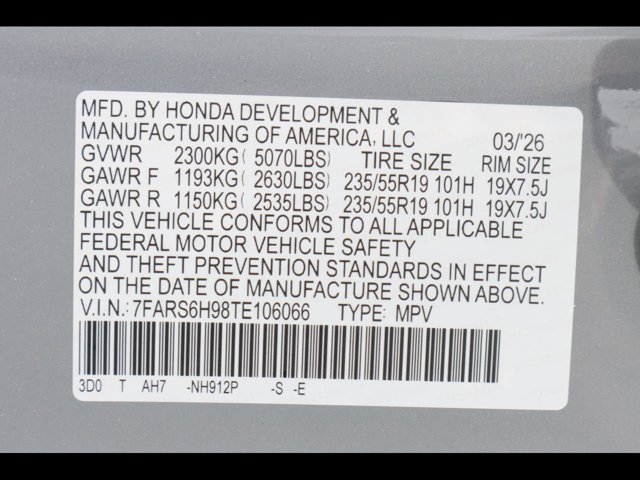 MFD. BY HONDA DEVELOPMENT &
MANUFACTURING OF AMERICA, LLC 03/'26
GVWR 2300KG( 5070LBS) TIRE SIZE RIM SIZE
GAWR F 1193KG( 2630LBS) 235/55R19 101H 19X7.5J
GAWR R 1150KG( 2535LBS) 235/55R19 101H 19X7.5J
THIS VEHICLE CONFORMS TO ALL APPLICABLE
FEDERAL MOTOR VEHICLE SAFETY
AND THEFT PREVENTION STANDARDS IN EFFECT
ON THE DATE OF MANUFACTURE SHOWN ABOVE.
V.I.N.: 7FARS6H98TE106066 TYPE: MPV
3D0 T AH7 -NH912P -S -E